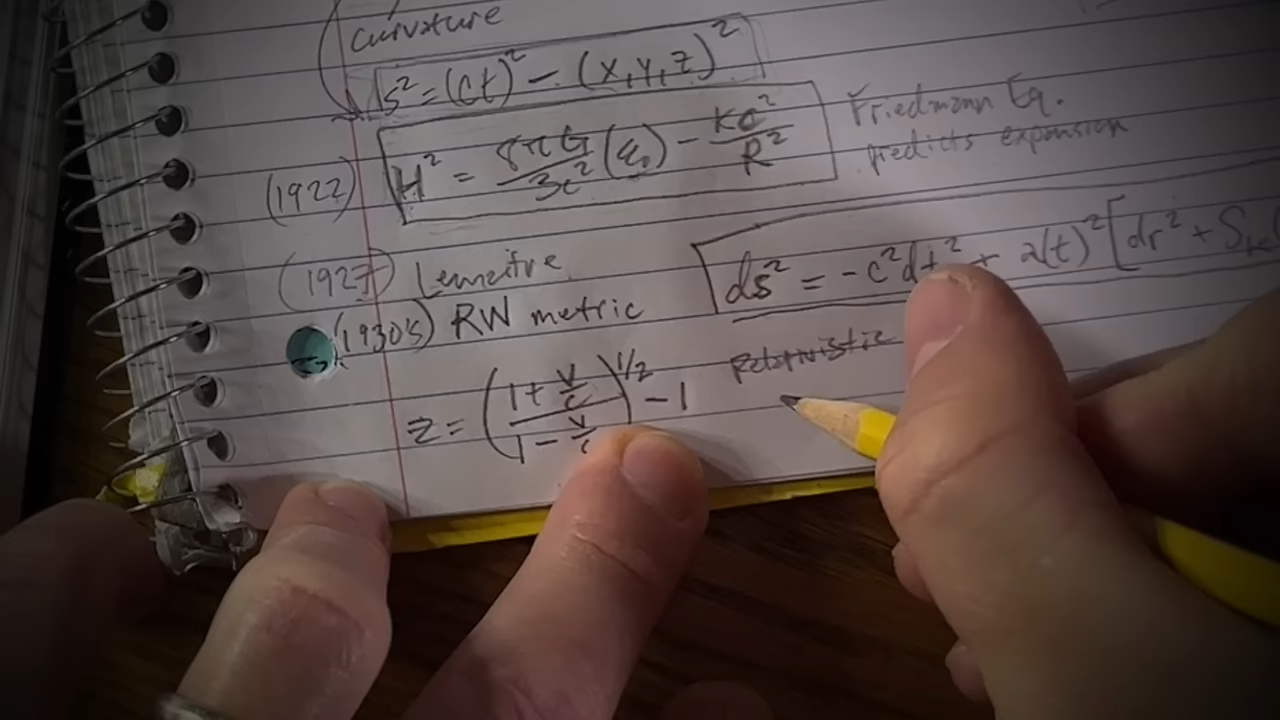 curvature
s² = (ct)² − (x,y,z)²
(1922) H² = 8πG/3c² (ε₀) − Kc²/R² Friedmann Eq.
predicts expansion
(1927) Lemaitre
ds² = −c²dt² + a(t)² [dr² + S
(1930's) RW metric
z = ((1 + v/c)/(1 − v/c))^1/2 − 1 Relativistic